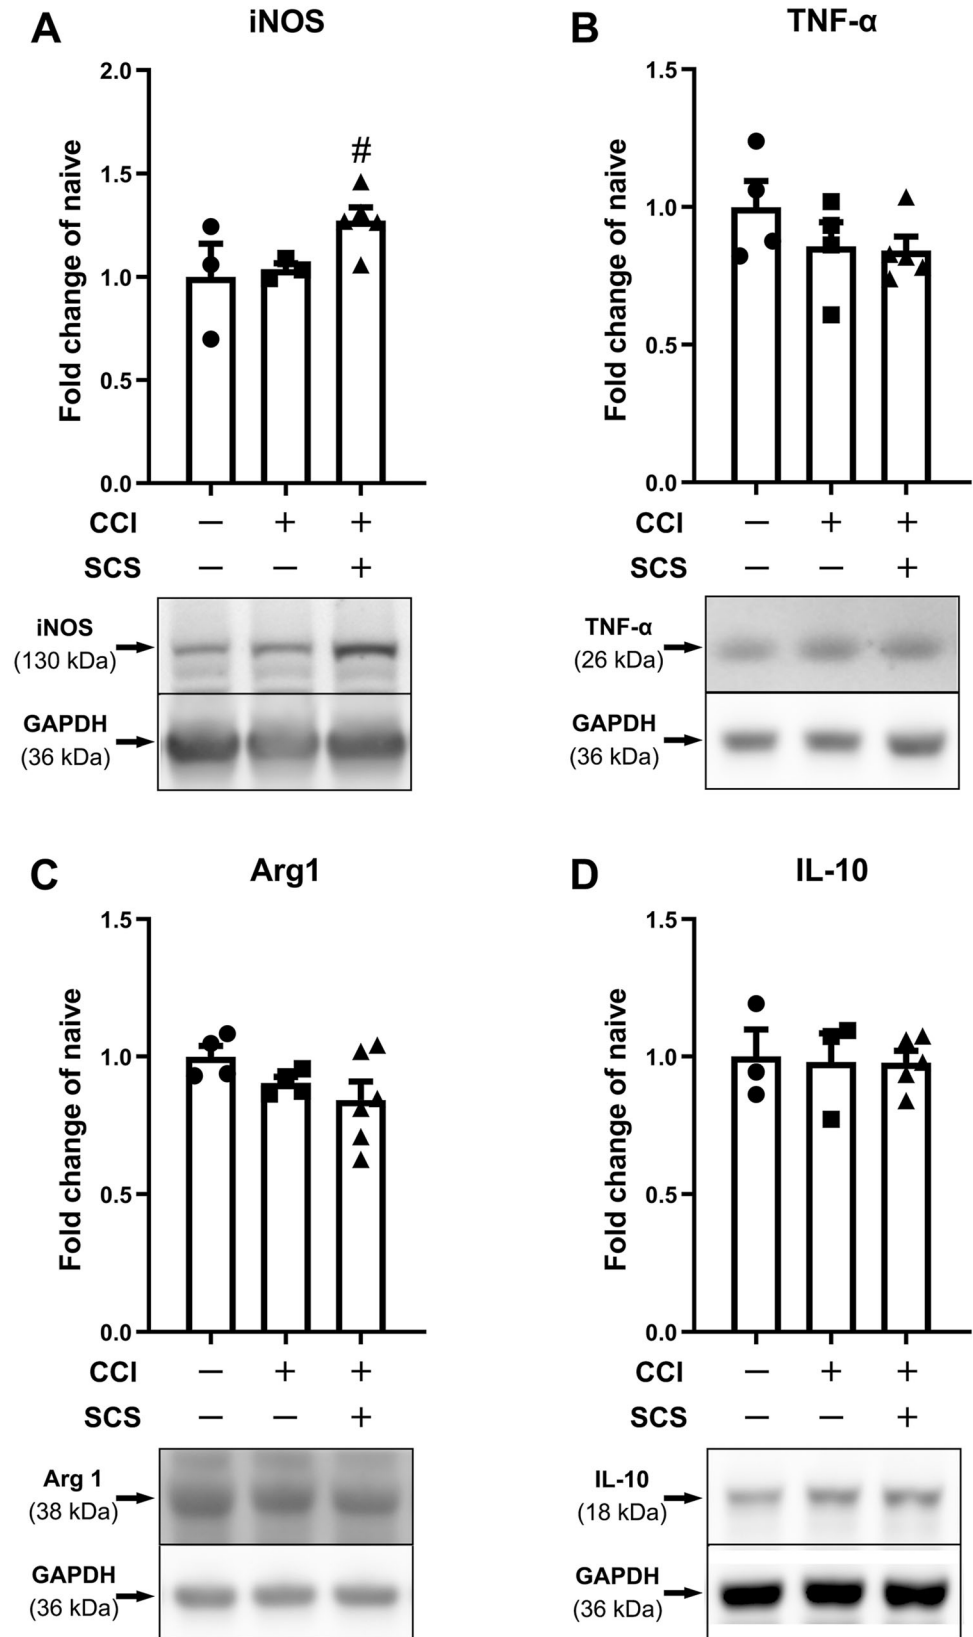 A
iNOS
Fold change of naive
2.0
1.5
1.0
0.5
0.0
#
CCI — + +
SCS — — +
iNOS
(130 kDa)
GAPDH
(36 kDa)
B
TNF-α
Fold change of naive
1.5
1.0
0.5
0.0
CCI — + +
SCS — — +
TNF-α
(26 kDa)
GAPDH
(36 kDa)
C
Arg1
Fold change of naive
1.5
1.0
0.5
0.0
CCI — + +
SCS — — +
Arg 1
(38 kDa)
GAPDH
(36 kDa)
D
IL-10
Fold change of naive
1.5
1.0
0.5
0.0
CCI — + +
SCS — — +
IL-10
(18 kDa)
GAPDH
(36 kDa)